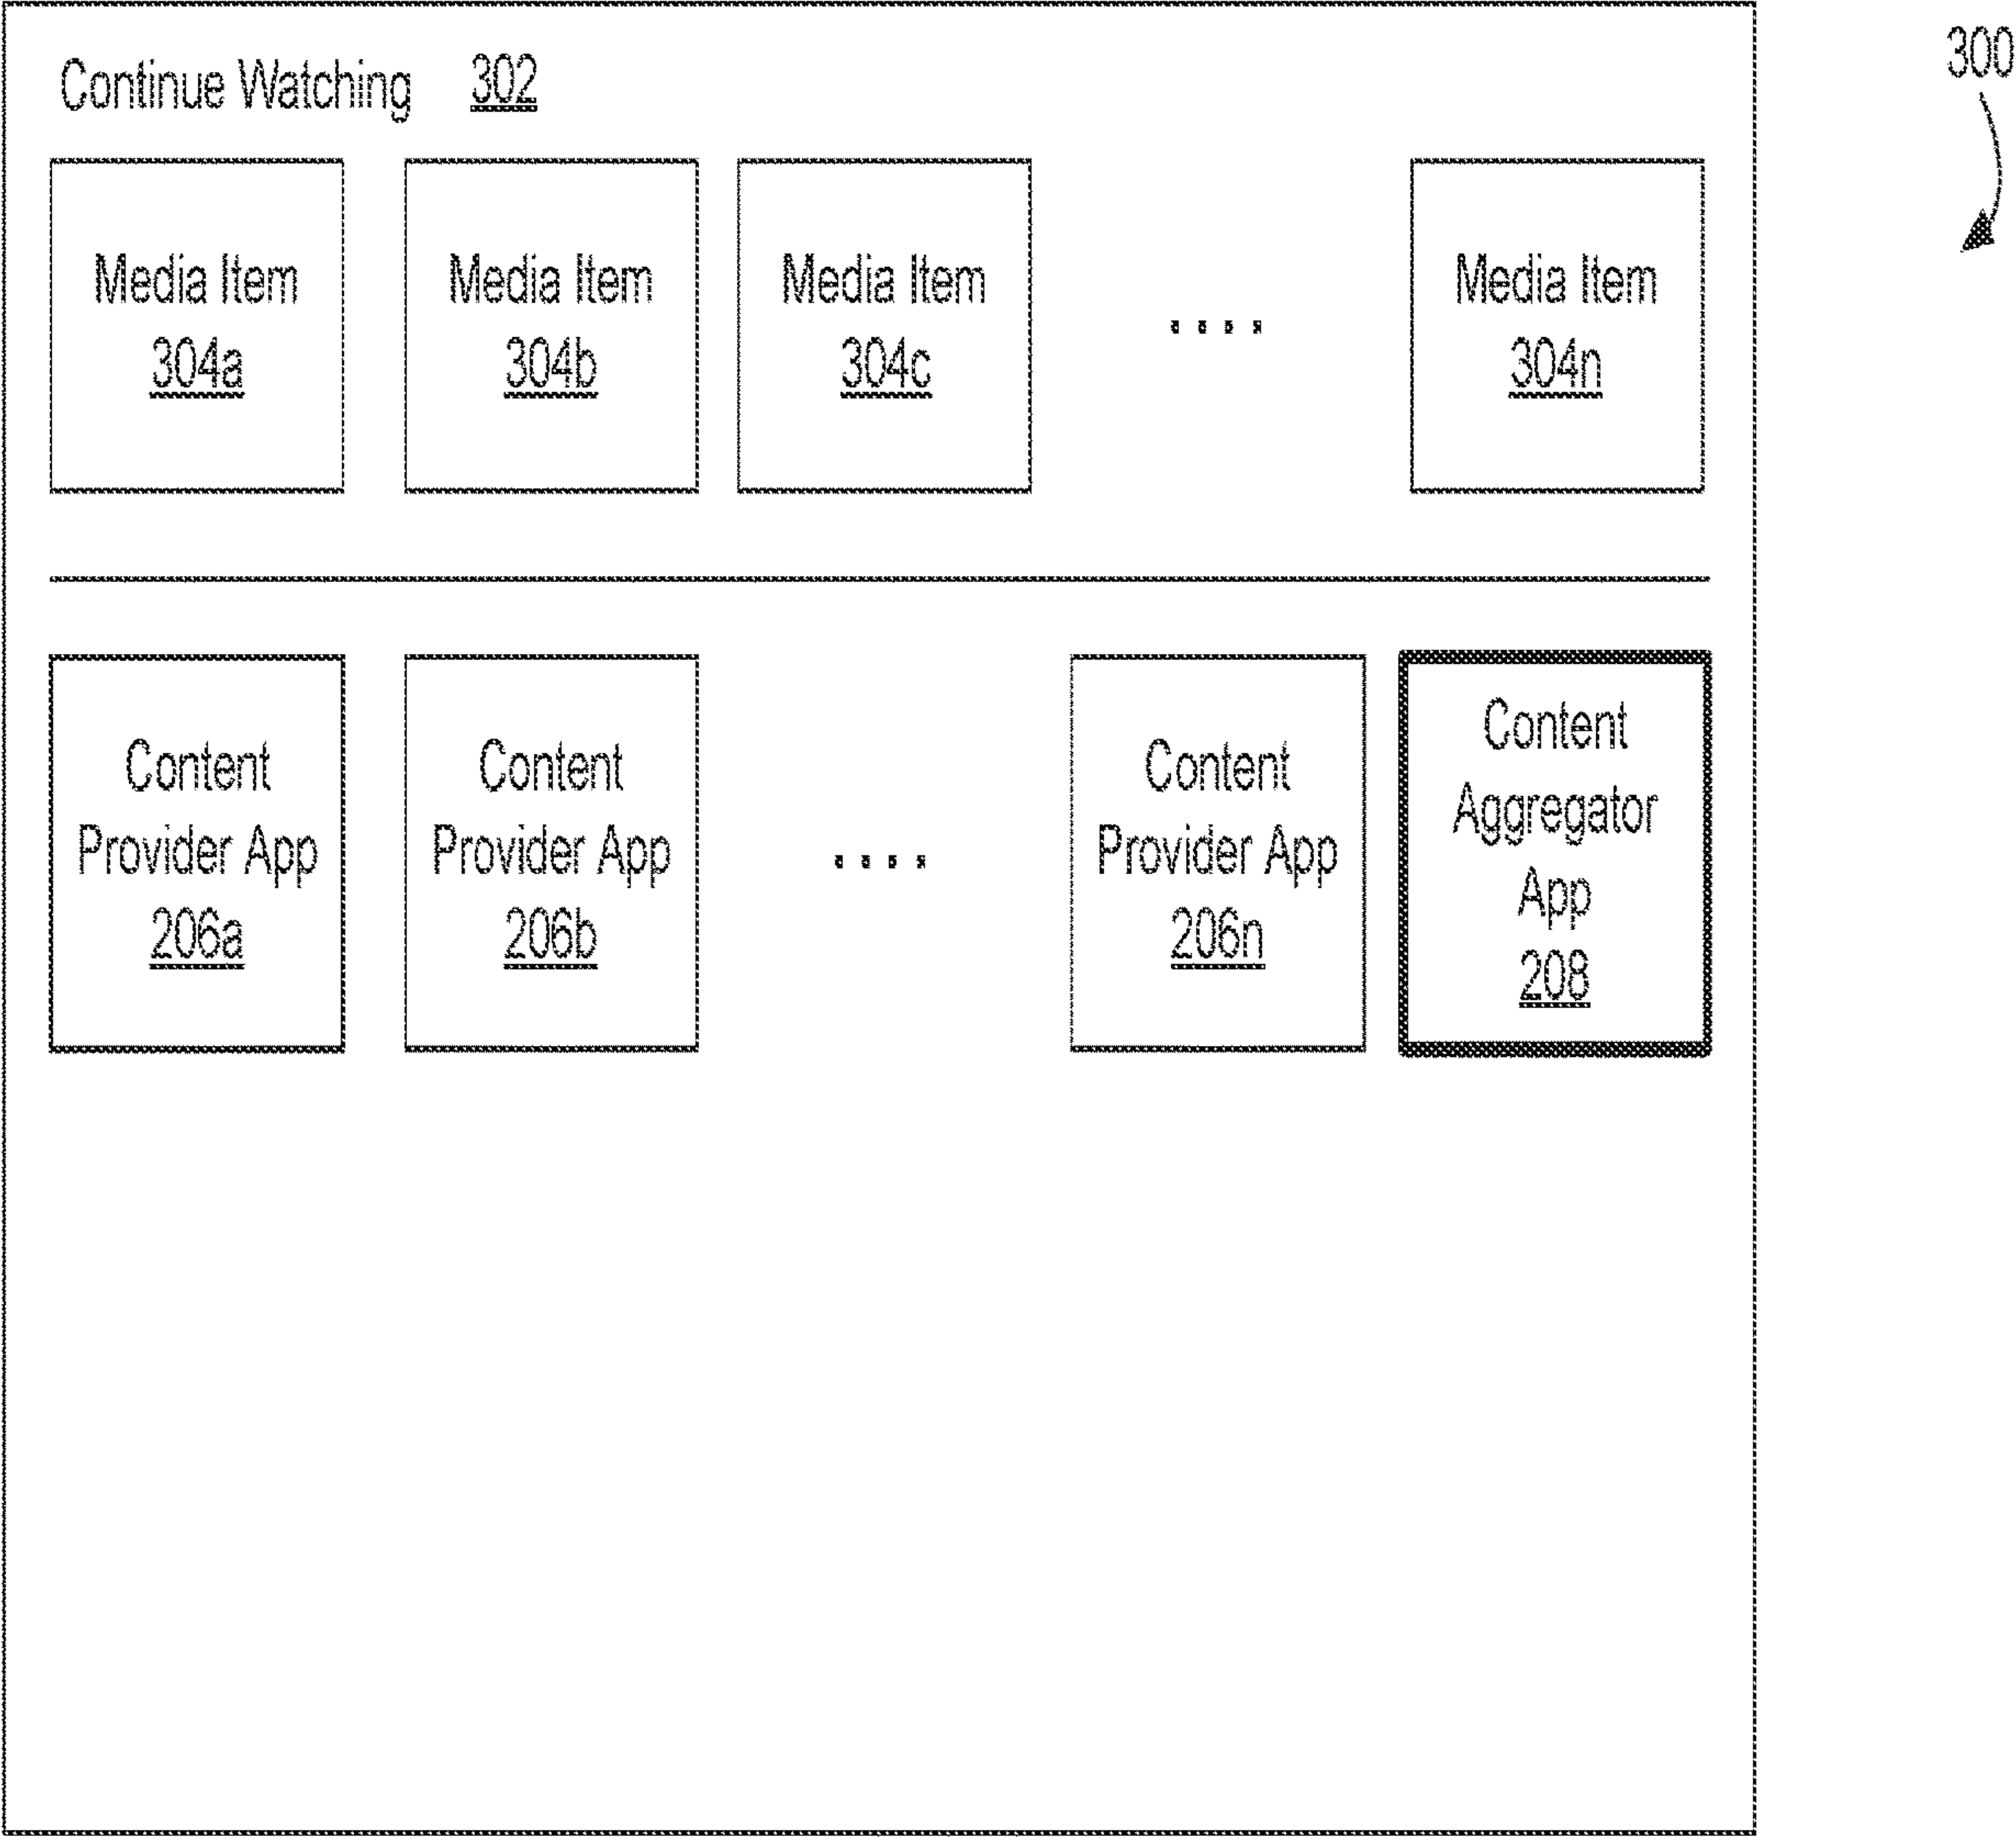 Continue Watching 302
300
Media Item
304a
Media Item
304b
Media Item
304c
....
Media Item
304n
Content
Provider App
206a
Content
Provider App
206b
....
Content
Provider App
206n
Content
Aggregator
App
208